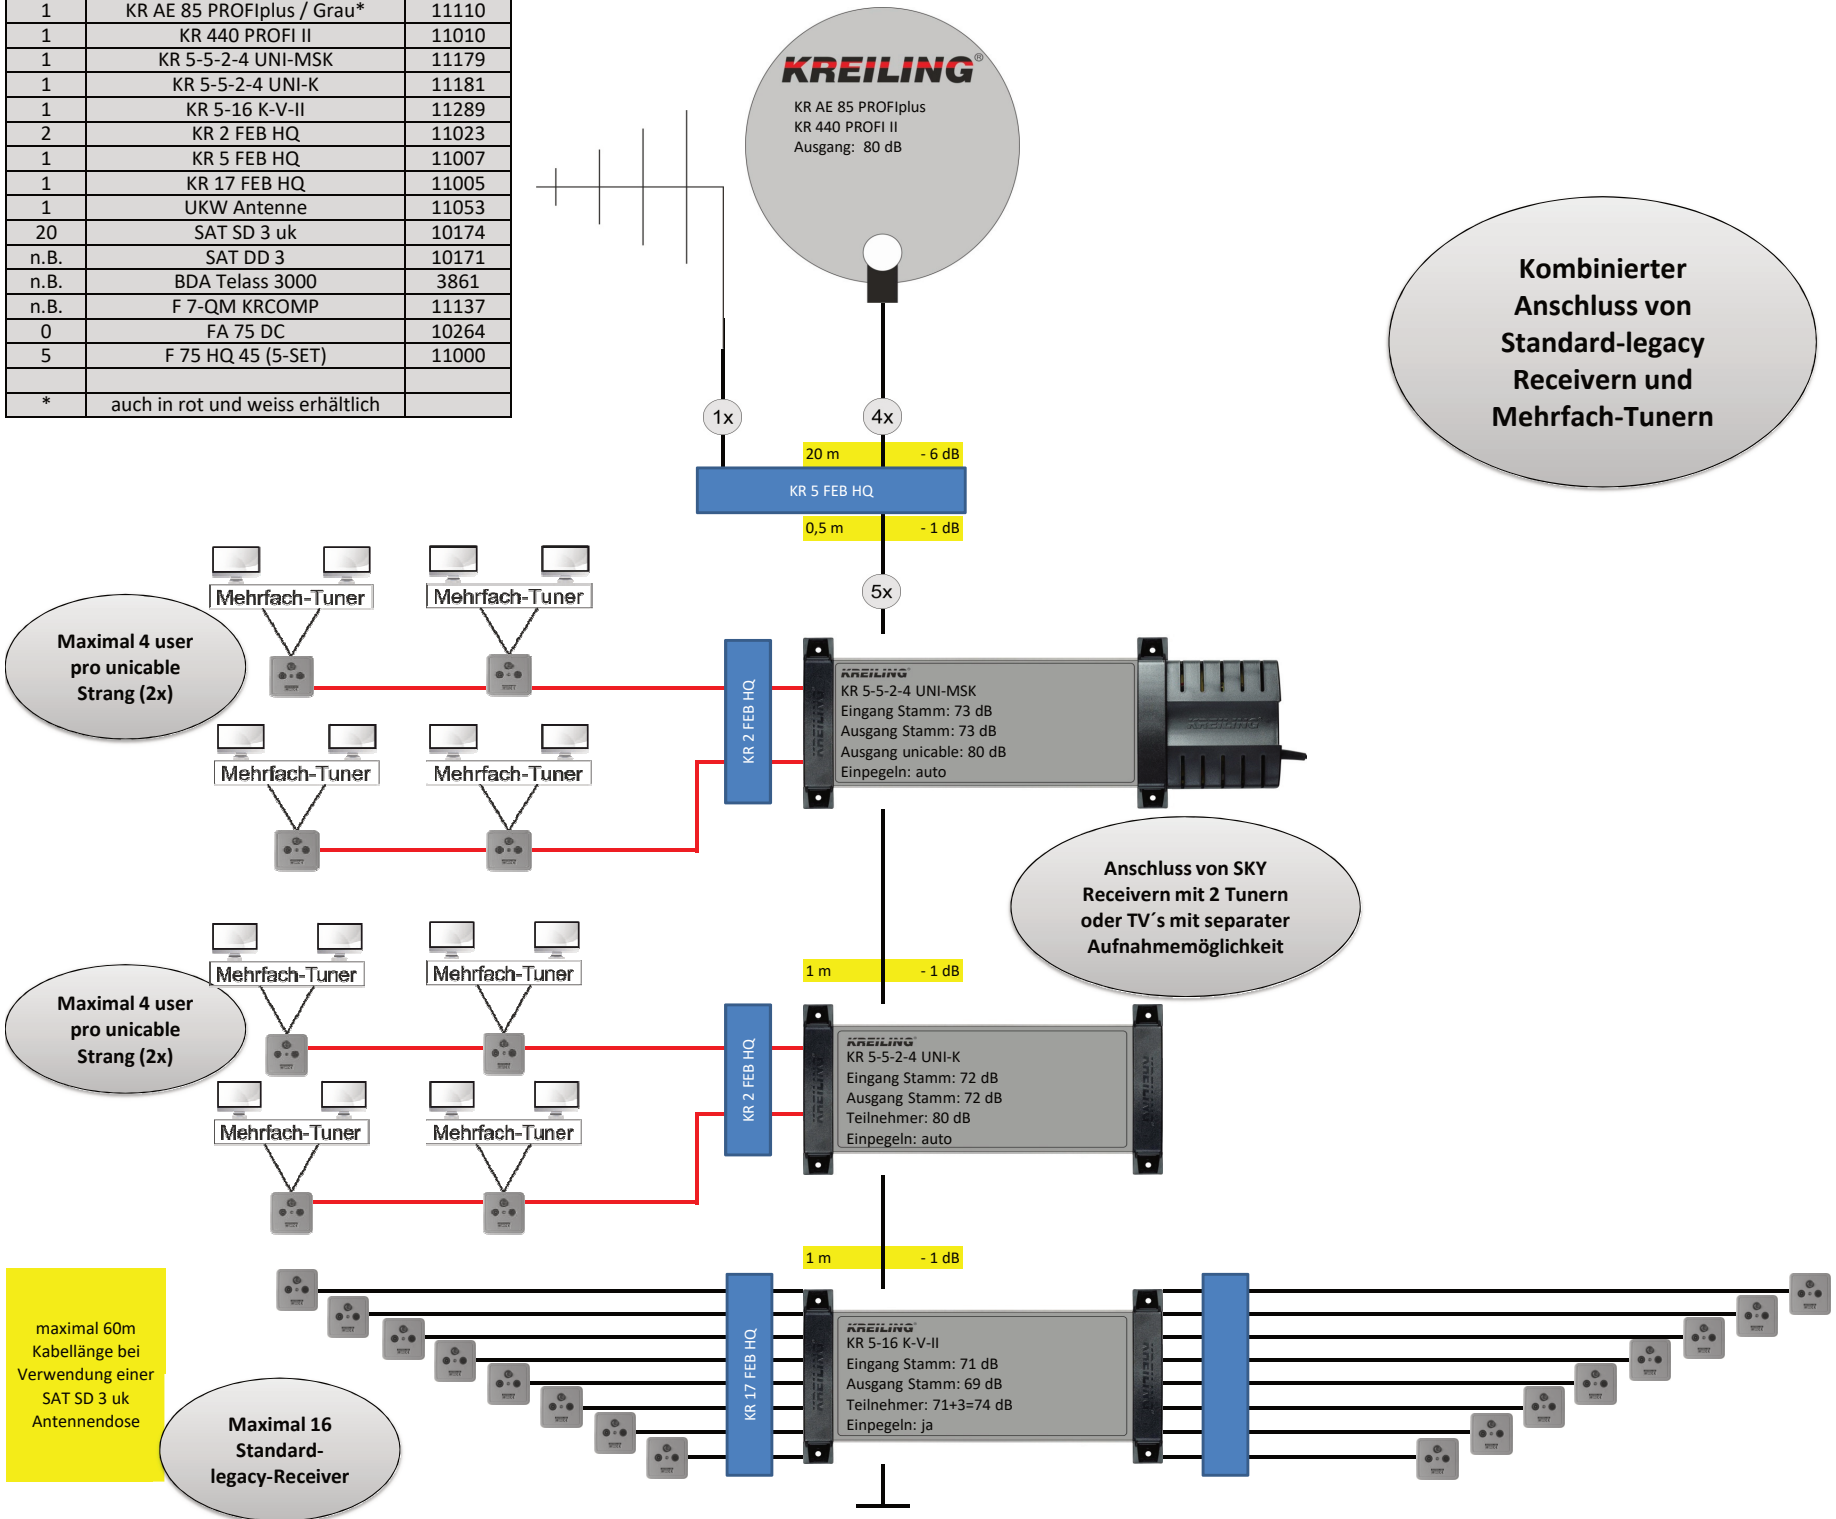 1 KR AE 85 PROFIplus / Grau* 11110
1 KR 440 PROFI II 11010
1 KR 5-5-2-4 UNI-MSK 11179
1 KR 5-5-2-4 UNI-K 11181
1 KR 5-16 K-V-II 11289
2 KR 2 FEB HQ 11023
1 KR 5 FEB HQ 11007
1 KR 17 FEB HQ 11005
1 UKW Antenne 11053
20 SAT SD 3 uk 10174
n.B. SAT DD 3 10171
n.B. BDA Telass 3000 3861
n.B. F 7-QM KRCOMP 11137
0 FA 75 DC 10264
5 F 75 HQ 45 (5-SET) 11000
* auch in rot und weiss erhältlich
KREILING®
KR AE 85 PROFIplus
KR 440 PROFI II
Ausgang: 80 dB
Kombinierter
Anschluss von
Standard-legacy
Receivern und
Mehrfach-Tunern
1x
4x
20 m - 6 dB
KR 5 FEB HQ
0,5 m - 1 dB
5x
Mehrfach-Tuner
Mehrfach-Tuner
Maximal 4 user
pro unicable
Strang (2x)
Mehrfach-Tuner
Mehrfach-Tuner
KR 2 FEB HQ
KREILING
KREILING
KR 5-5-2-4 UNI-MSK
Eingang Stamm: 73 dB
Ausgang Stamm: 73 dB
Ausgang unicable: 80 dB
Einpegeln: auto
KREILING
Anschluss von SKY
Receivern mit 2 Tunern
oder TV´s mit separater
Aufnahmemöglichkeit
1 m - 1 dB
Mehrfach-Tuner
Mehrfach-Tuner
Maximal 4 user
pro unicable
Strang (2x)
Mehrfach-Tuner
Mehrfach-Tuner
KR 2 FEB HQ
KREILING
KREILING
KR 5-5-2-4 UNI-K
Eingang Stamm: 72 dB
Ausgang Stamm: 72 dB
Teilnehmer: 80 dB
Einpegeln: auto
KREILING
1 m - 1 dB
maximal 60m
Kabellänge bei
Verwendung einer
SAT SD 3 uk
Antennendose
Maximal 16
Standard-
legacy-Receiver
KR 17 FEB HQ
KREILING
KREILING
KR 5-16 K-V-II
Eingang Stamm: 71 dB
Ausgang Stamm: 69 dB
Teilnehmer: 71+3=74 dB
Einpegeln: ja
KREILING